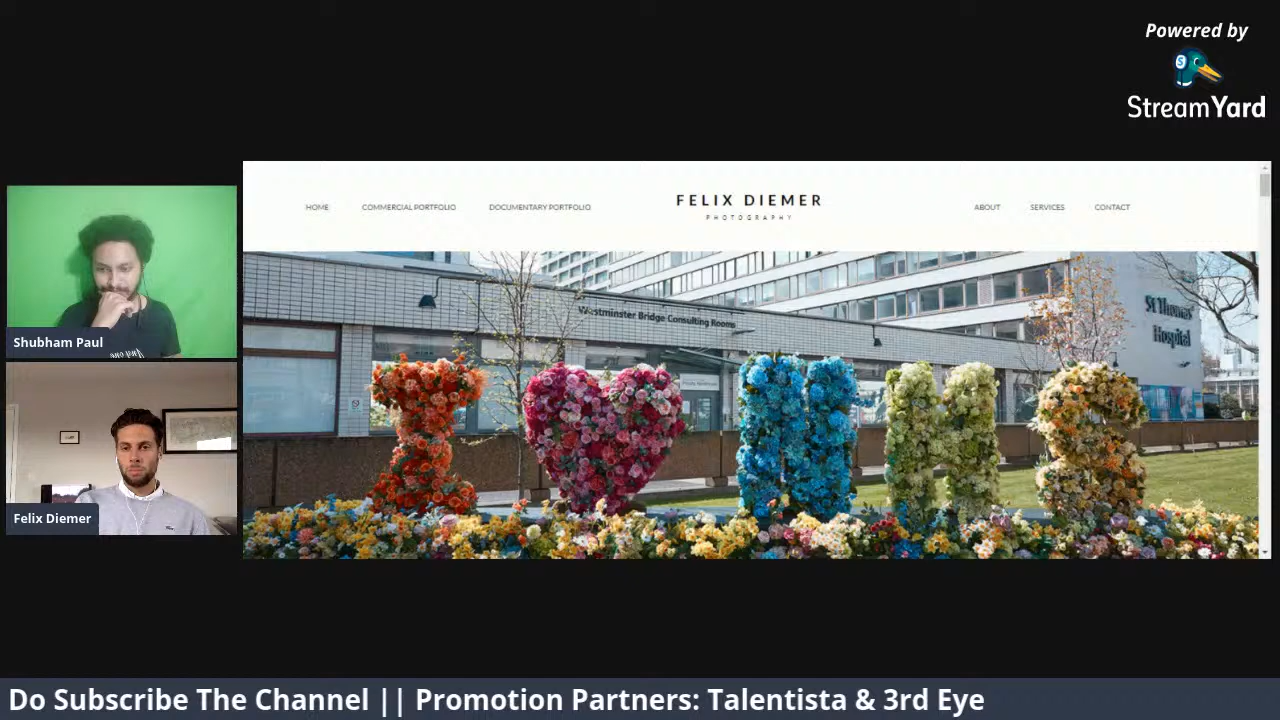 Powered by
StreamYard
HOME
COMMERCIAL PORTFOLIO
DOCUMENTARY PORTFOLIO
FELIX DIEMER
PHOTOGRAPHY
ABOUT
SERVICES
CONTACT
Westminster Bridge Consulting Rooms
St Thomas'
Hospital
I
N H S
Shubham Paul
Felix Diemer
Do Subscribe The Channel || Promotion Partners: Talentista & 3rd Eye